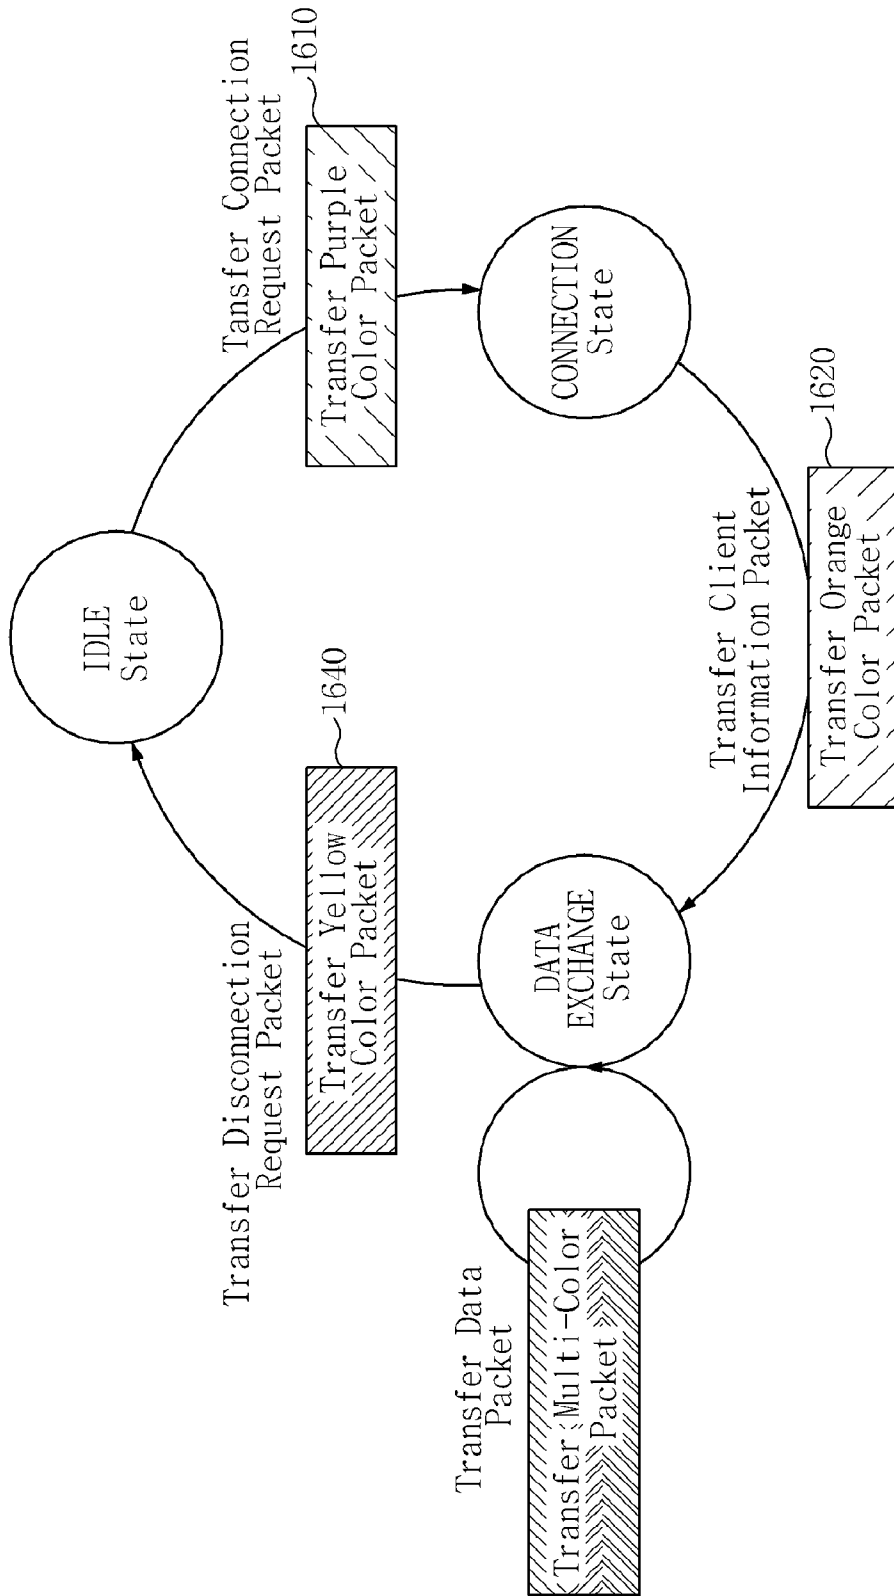 IDLE
State
Tansfer Connection
Request Packet
Transfer Purple
Color Packet
1610
CONNECTION
State
Transfer Client
Information Packet
Transfer Orange
Color Packet
1620
DATA
EXCHANGE
State
Transfer Data
Packet
Transfer Multi-Color
Packet
Transfer Disconnection
Request Packet
Transfer Yellow
Color Packet
1640